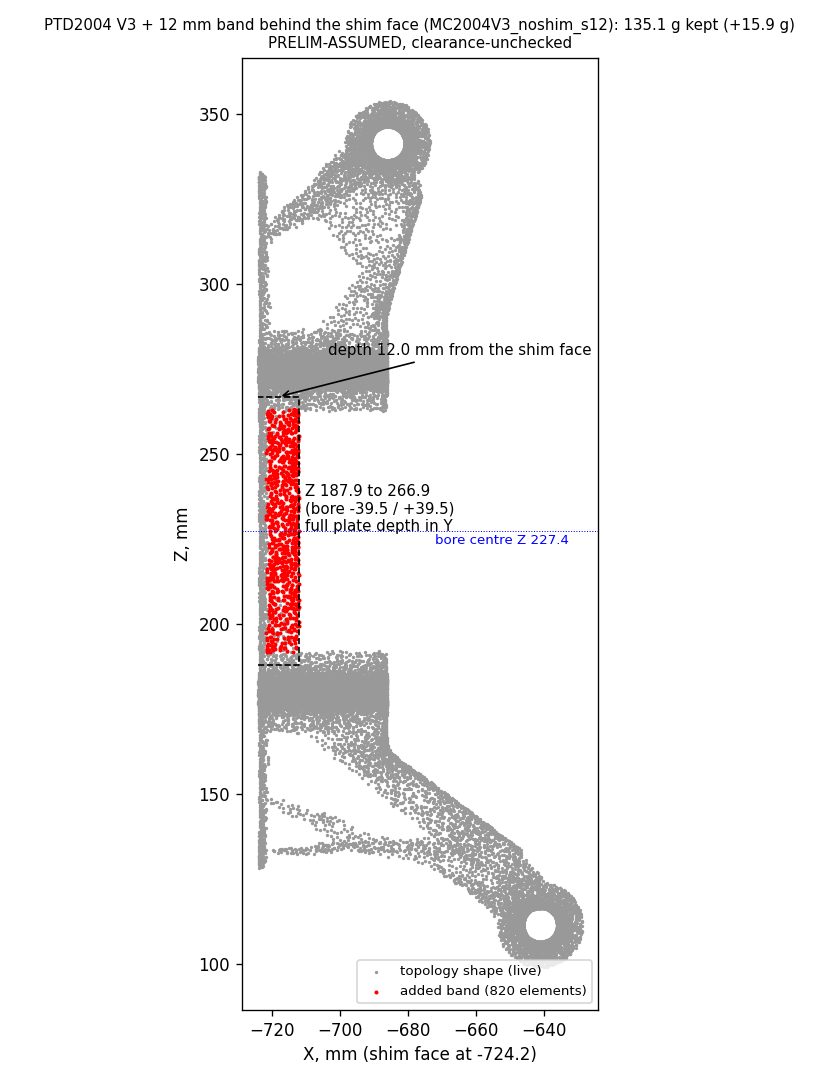 PTD2004 V3 + 12 mm band behind the shim face (MC2004V3_noshim_s12): 135.1 g kept (+15.9 g)
PRELIM-ASSUMED, clearance-unchecked
350
300
depth 12.0 mm from the shim face
250
Z 187.9 to 266.9
(bore -39.5 / +39.5)
full plate depth in Y
bore centre Z 227.4
Z, mm
200
150
100
topology shape (live)
added band (820 elements)
−720 −700 −680 −660 −640
X, mm (shim face at -724.2)